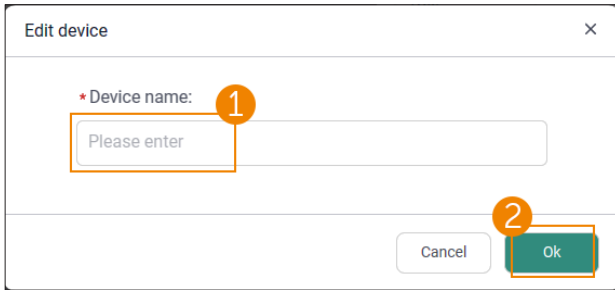 Edit device
* Device name:
1
Please enter
2
Cancel
Ok